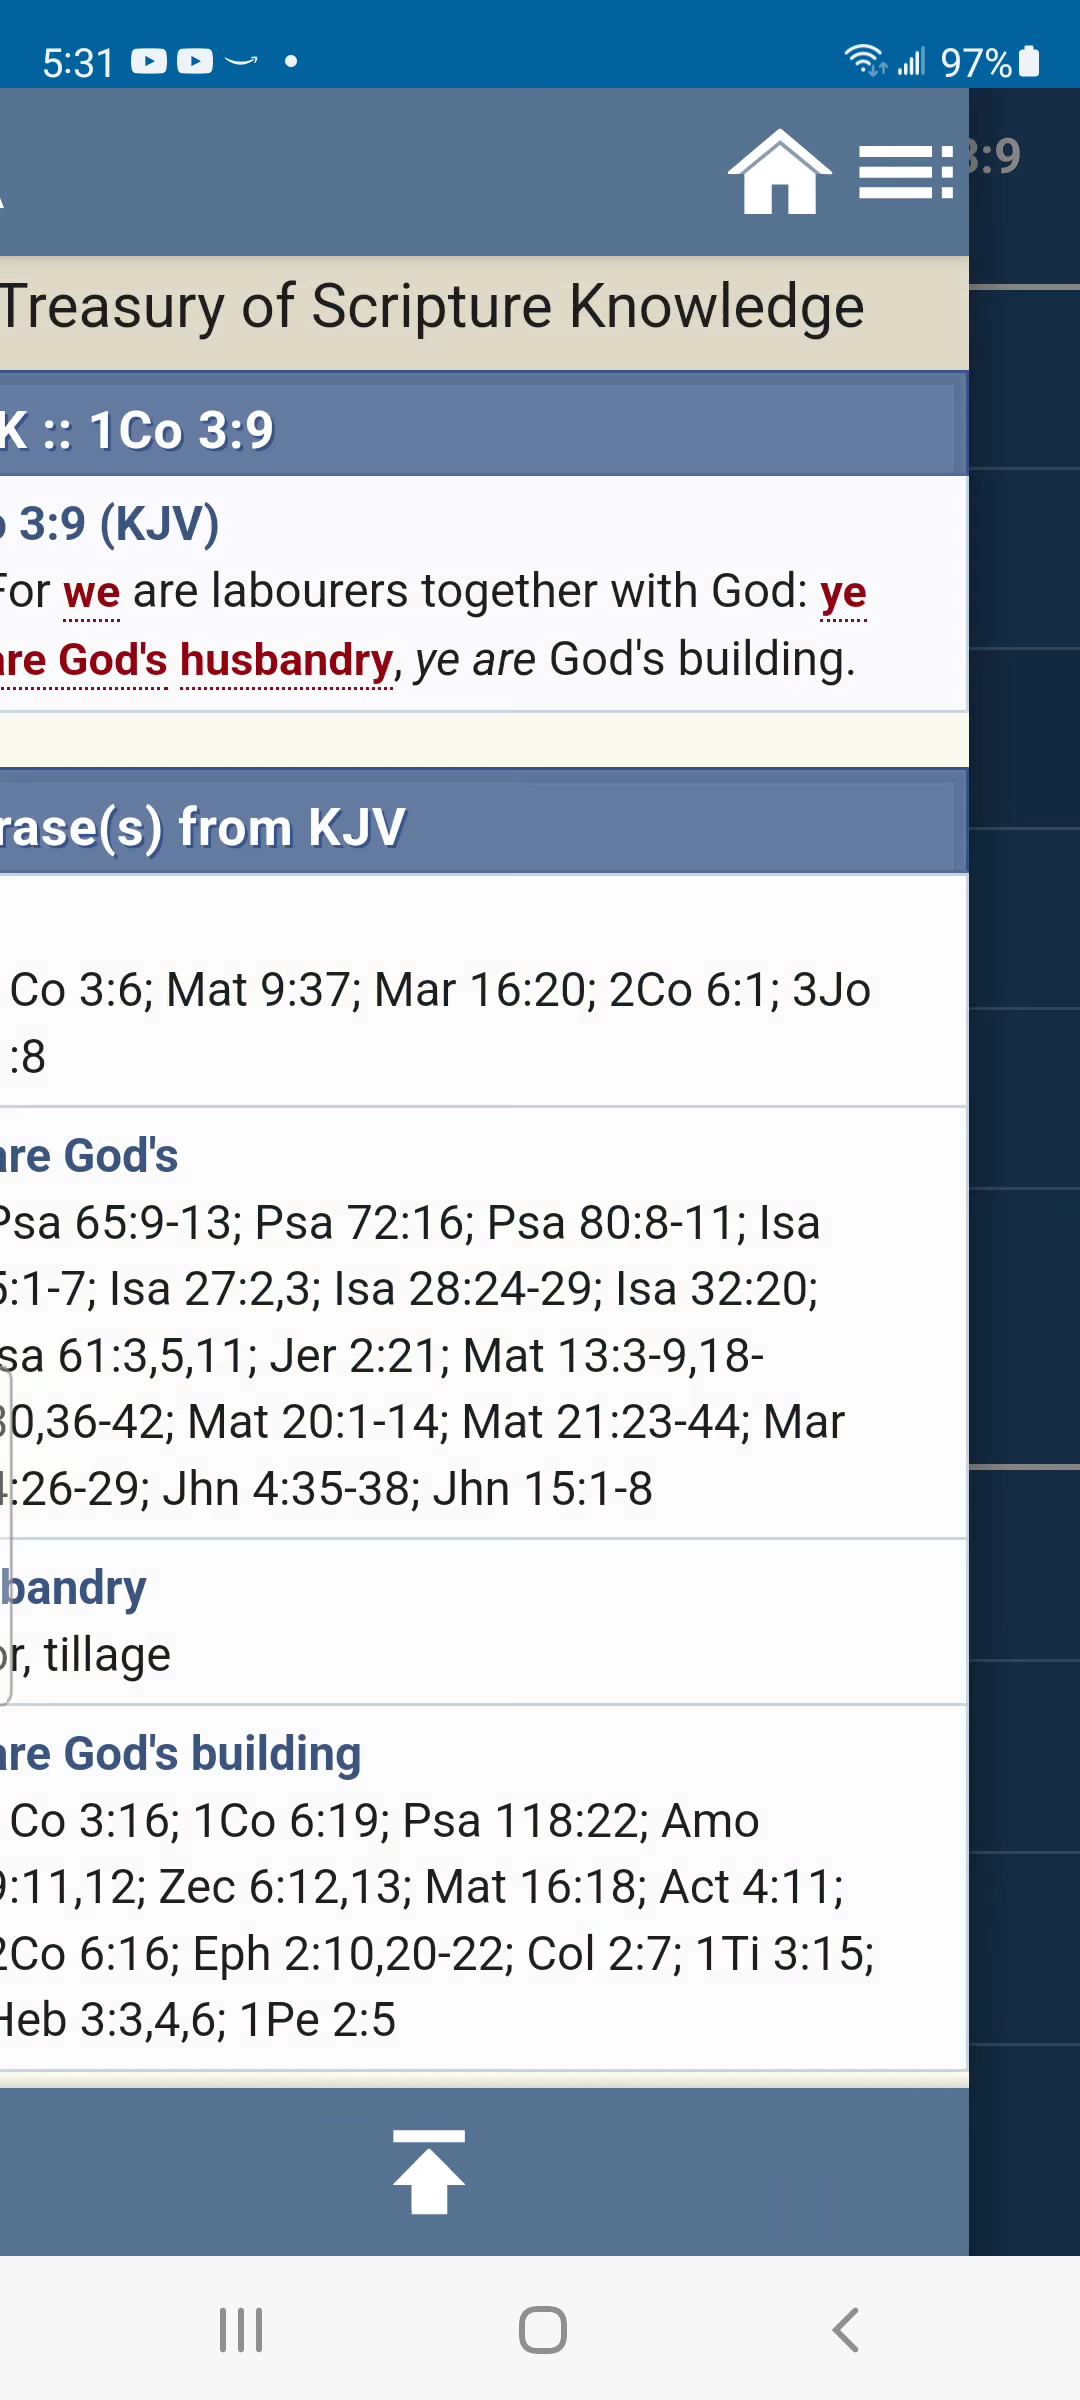 5:31 97%
3:9
Treasury of Scripture Knowledge
K :: 1Co 3:9
o 3:9 (KJV)
For we are labourers together with God: ye
are God's husbandry, ye are God's building.
rase(s) from KJV
Co 3:6; Mat 9:37; Mar 16:20; 2Co 6:1; 3Jo
:8
are God's
Psa 65:9-13; Psa 72:16; Psa 80:8-11; Isa
5:1-7; Isa 27:2,3; Isa 28:24-29; Isa 32:20;
sa 61:3,5,11; Jer 2:21; Mat 13:3-9,18-
30,36-42; Mat 20:1-14; Mat 21:23-44; Mar
4:26-29; Jhn 4:35-38; Jhn 15:1-8
bandry
or, tillage
are God's building
Co 3:16; 1Co 6:19; Psa 118:22; Amo
9:11,12; Zec 6:12,13; Mat 16:18; Act 4:11;
2Co 6:16; Eph 2:10,20-22; Col 2:7; 1Ti 3:15;
Heb 3:3,4,6; 1Pe 2:5